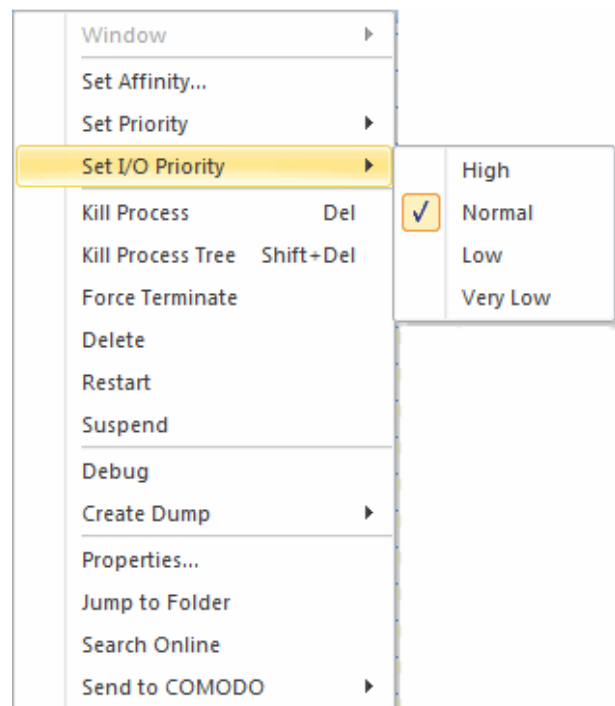 Window
Set Affinity...
Set Priority
Set I/O Priority
Kill Process Del
Kill Process Tree Shift+Del
Force Terminate
Delete
Restart
Suspend
Debug
Create Dump
Properties...
Jump to Folder
Search Online
Send to COMODO
High
Normal
Low
Very Low